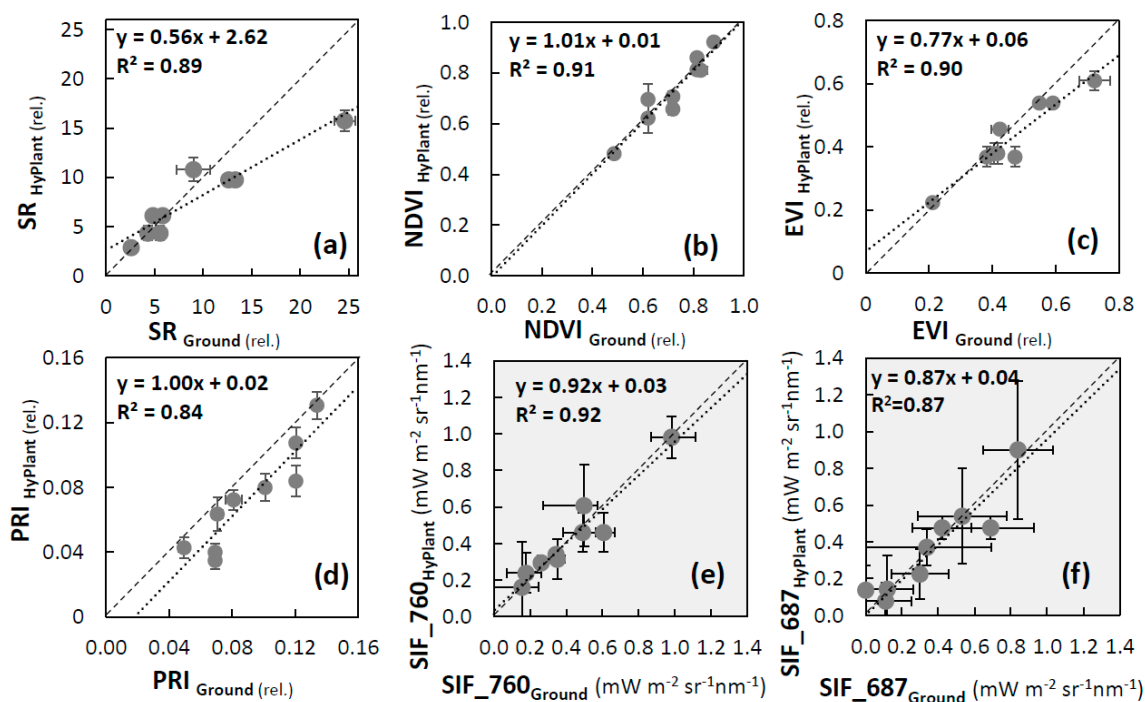 y = 0.56x + 2.62
R² = 0.89
(a)
SR HyPlant (rel.)
25
20
15
10
5
0
0 5 10 15 20 25
SR Ground (rel.)
y = 1.01x + 0.01
R² = 0.91
(b)
NDVI HyPlant (rel.)
1.0
0.8
0.6
0.4
0.2
0.0
0.0 0.2 0.4 0.6 0.8 1.0
NDVI Ground (rel.)
y = 0.77x + 0.06
R² = 0.90
(c)
EVI HyPlant (rel.)
0.8
0.6
0.4
0.2
0
0 0.2 0.4 0.6 0.8
EVI Ground (rel.)
y = 1.00x + 0.02
R² = 0.84
(d)
PRI HyPlant (rel.)
0.16
0.12
0.08
0.04
0.00
0.00 0.04 0.08 0.12 0.16
PRI Ground (rel.)
y = 0.92x + 0.03
R² = 0.92
(e)
SIF_760HyPlant (mW m⁻² sr⁻¹nm⁻¹)
1.4
1.2
1.0
0.8
0.6
0.4
0.2
0.0
0.0 0.2 0.4 0.6 0.8 1.0 1.2 1.4
SIF_760Ground (mW m⁻² sr⁻¹nm⁻¹)
y = 0.87x + 0.04
R²=0.87
(f)
SIF_687HyPlant (mW m⁻² sr⁻¹nm⁻¹)
1.4
1.2
1.0
0.8
0.6
0.4
0.2
0.0
0.0 0.2 0.4 0.6 0.8 1.0 1.2 1.4
SIF_687Ground (mW m⁻² sr⁻¹nm⁻¹)